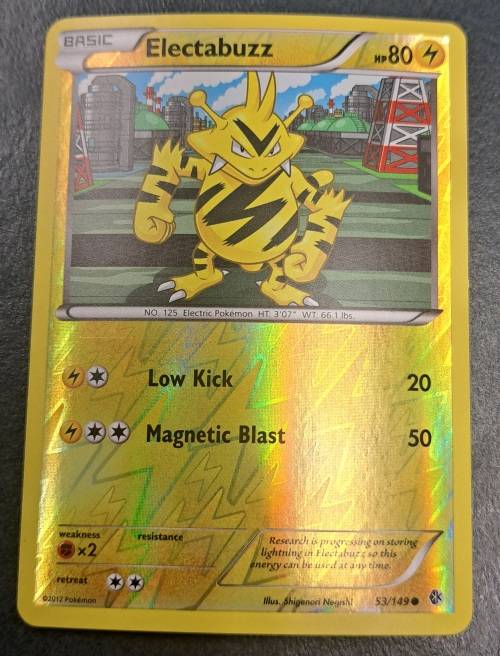 BASIC Electabuzz HP80
NO. 125 Electric Pokémon HT: 3'07" WT: 66.1 lbs.
Low Kick 20
Magnetic Blast 50
weakness resistance
×2
retreat
Research is progressing on storing
lightning in Electabuzz so this
energy can be used at any time.
©2012 Pokémon Illus. Shigenori Negishi 53/149